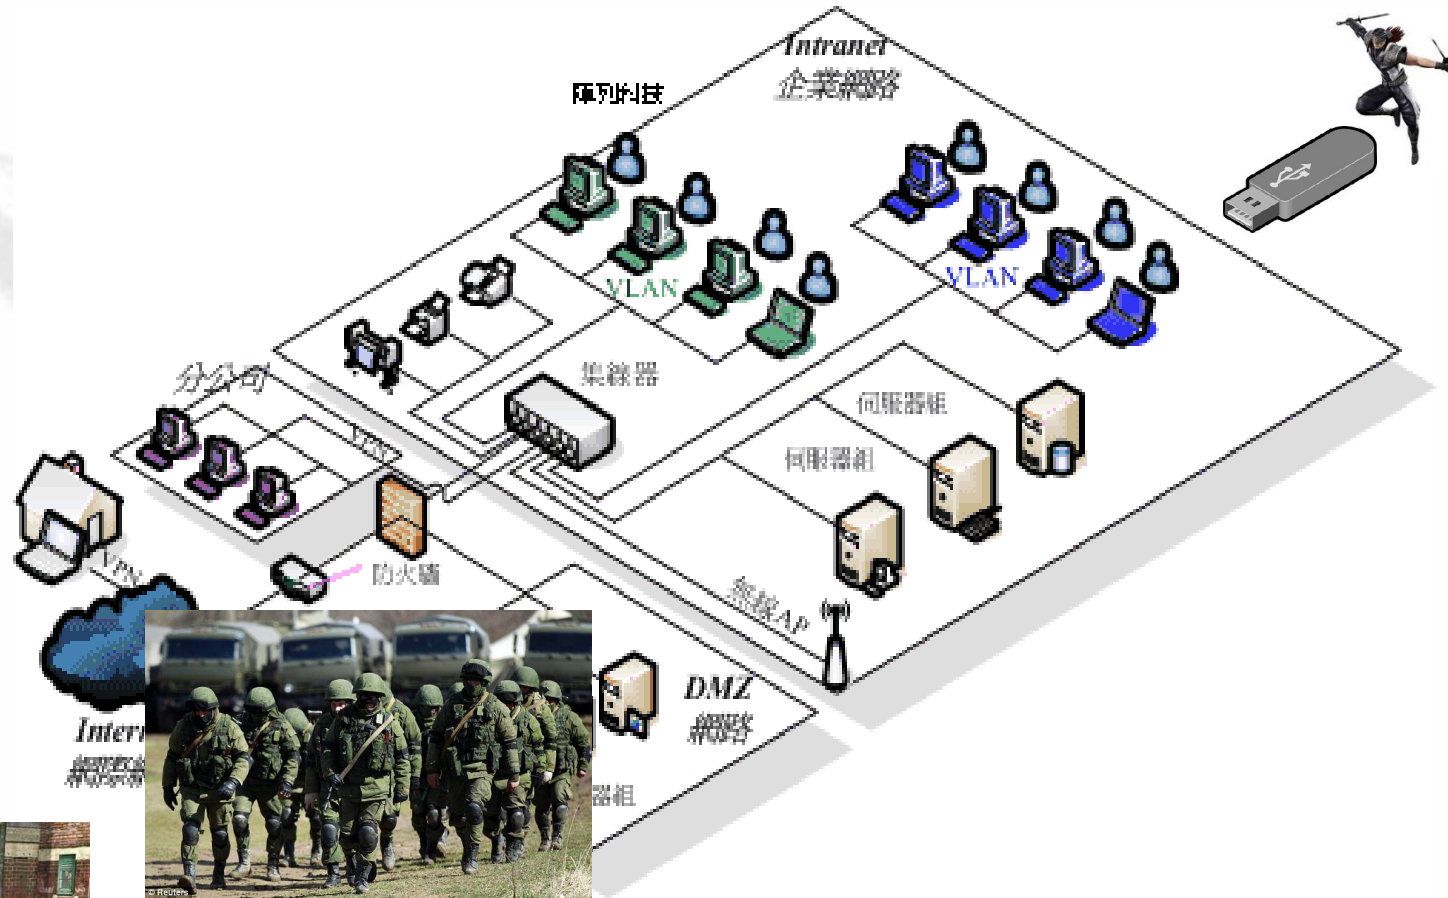 Intranet
企業網路
陣列科技
VLAN
VLAN
分公司
集線器
VPN
伺服器組
伺服器組
VPN
防火牆
無線AP
DMZ
網路
Inter
器組
© Reuters